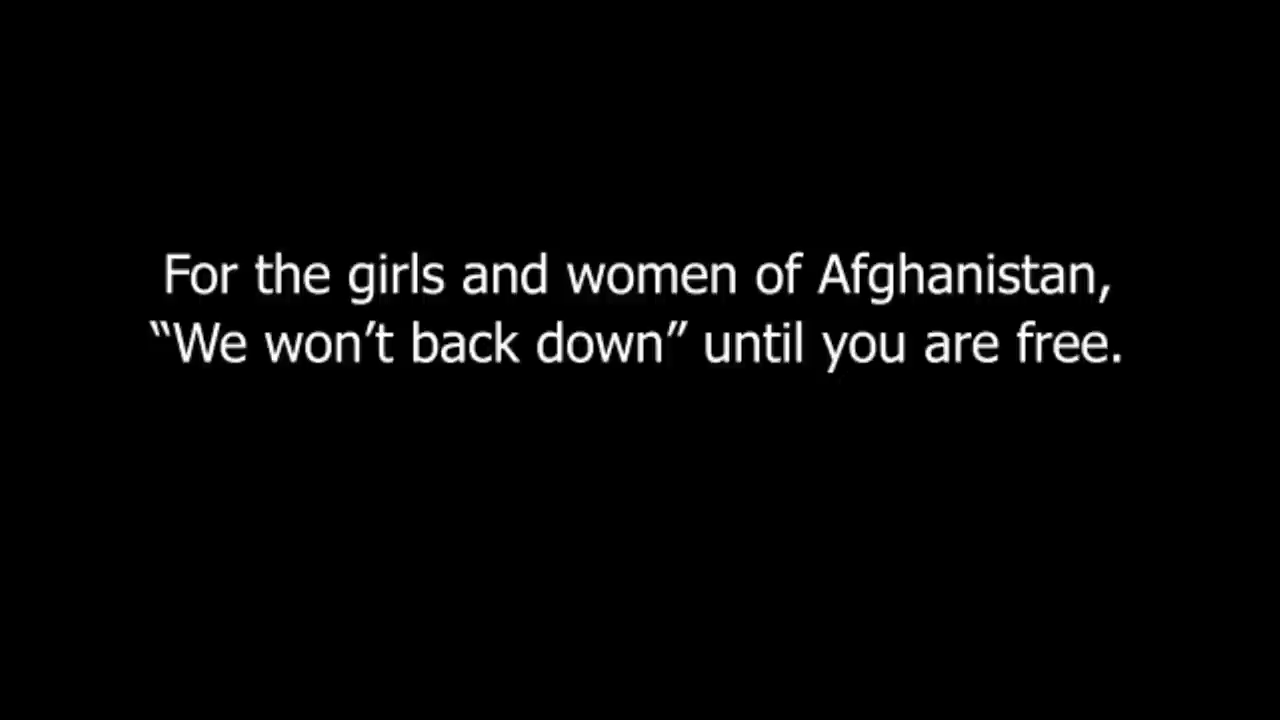 For the girls and women of Afghanistan,
“We won’t back down” until you are free.